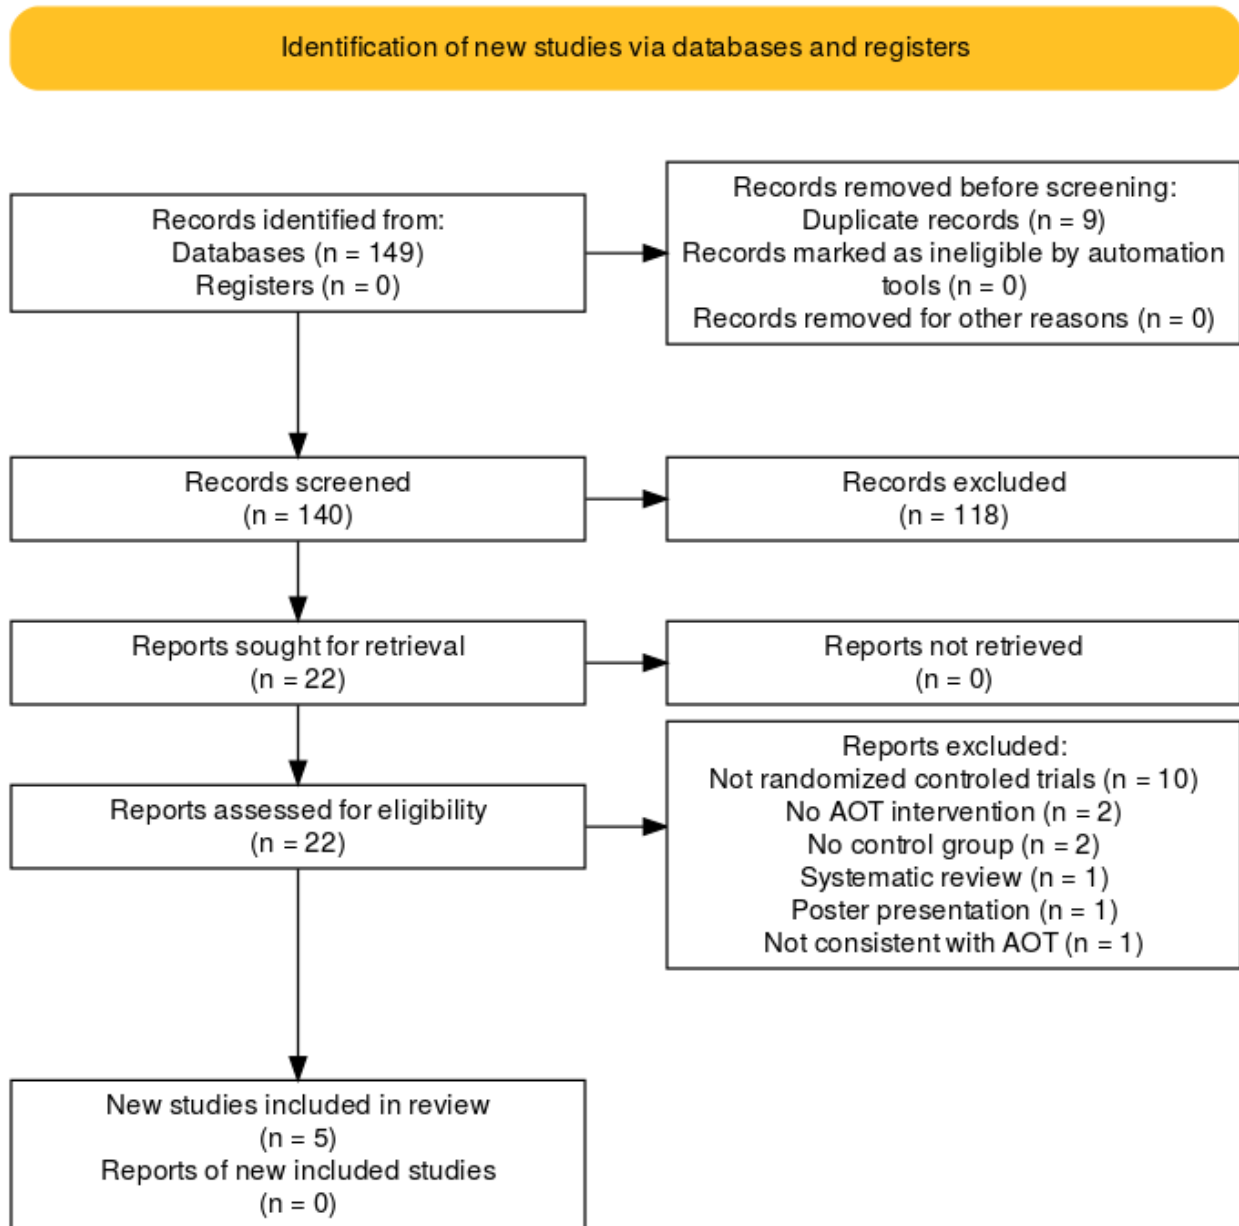 Identification of new studies via databases and registers
Records identified from:
Databases (n = 149)
Registers (n = 0)
Records removed before screening:
Duplicate records (n = 9)
Records marked as ineligible by automation
tools (n = 0)
Records removed for other reasons (n = 0)
Records screened
(n = 140)
Records excluded
(n = 118)
Reports sought for retrieval
(n = 22)
Reports not retrieved
(n = 0)
Reports assessed for eligibility
(n = 22)
Reports excluded:
Not randomized controled trials (n = 10)
No AOT intervention (n = 2)
No control group (n = 2)
Systematic review (n = 1)
Poster presentation (n = 1)
Not consistent with AOT (n = 1)
New studies included in review
(n = 5)
Reports of new included studies
(n = 0)